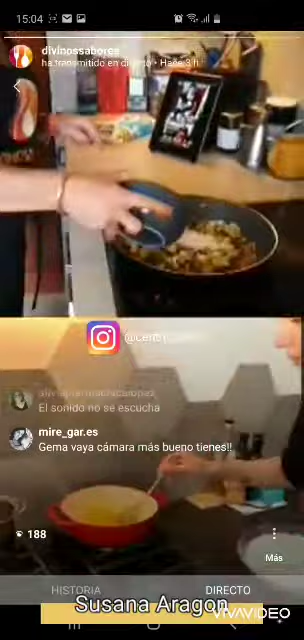 15:04
divinossabores
ha transmitido en directo • Hace 3 h
El sonido no se escucha
mire_gar.es
Gema vaya cámara más bueno tienes!!
188
Más
HISTORIA
DIRECTO
Susana Aragon
VIVAVIDEO